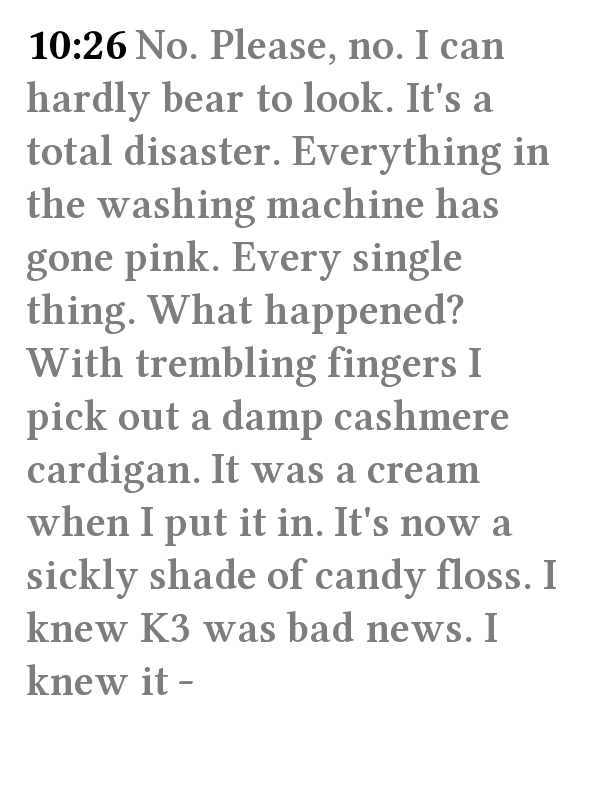 10:26 No. Please, no. I can
hardly bear to look. It's a
total disaster. Everything in
the washing machine has
gone pink. Every single
thing. What happened?
With trembling fingers I
pick out a damp cashmere
cardigan. It was a cream
when I put it in. It's now a
sickly shade of candy floss. I
knew K3 was bad news. I
knew it –